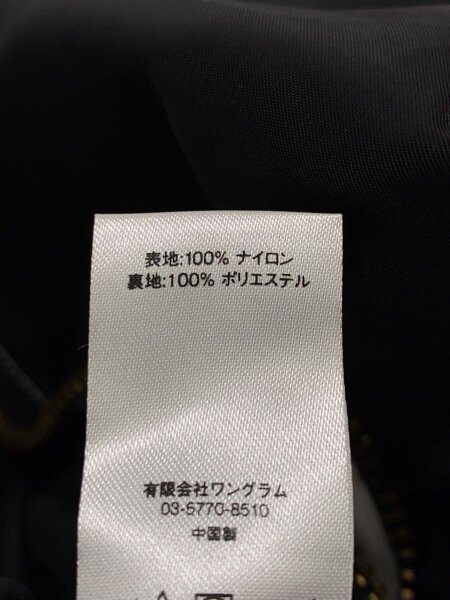 表地:100% ナイロン
裏地:100% ポリエステル
有限会社ワングラム
03-5770-8510
中国製